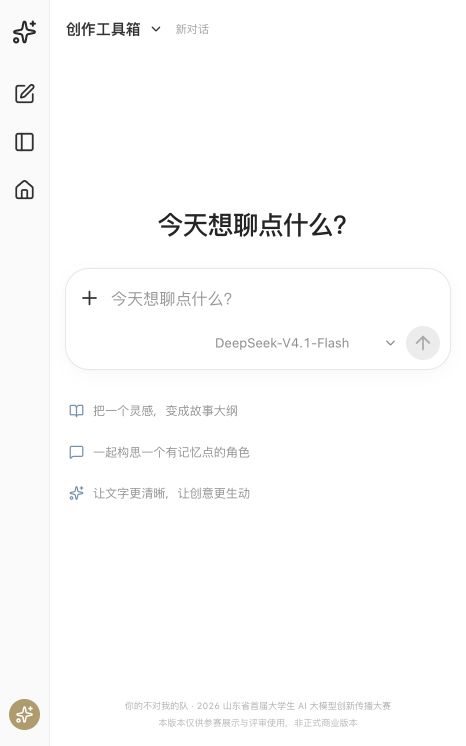 创作工具箱 新对话
今天想聊点什么?
今天想聊点什么?
DeepSeek-V4.1-Flash
把一个灵感，变成故事大纲
一起构思一个有记忆点的角色
让文字更清晰，让创意更生动
你的不对我的队 · 2026 山东省首届大学生 AI 大模型创新传播大赛
本版本仅供参赛展示与评审使用，非正式商业版本